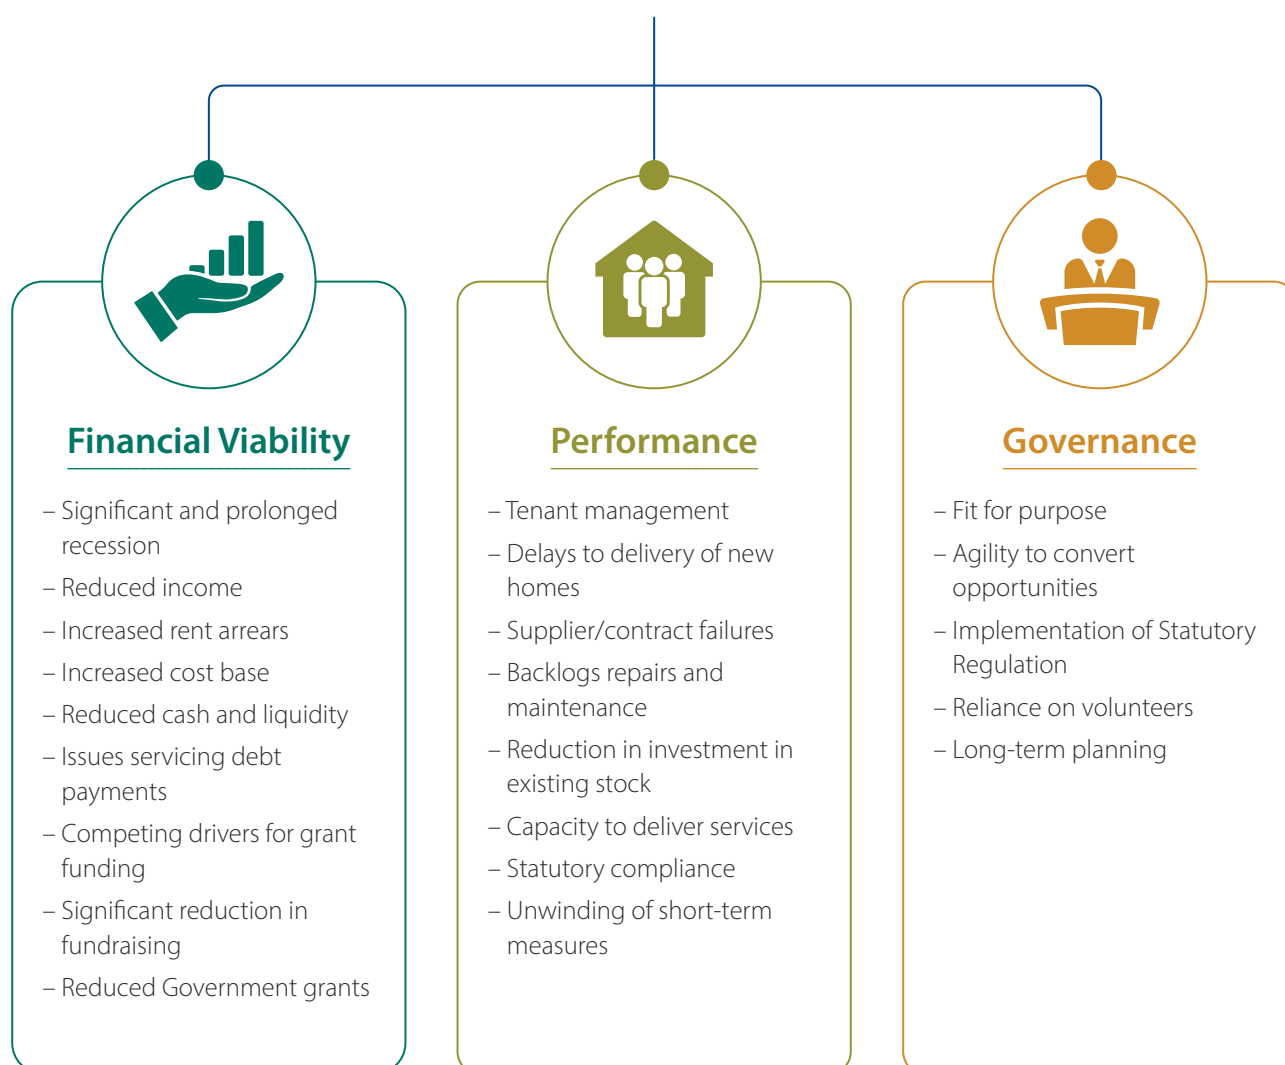 Financial Viability
– Significant and prolonged
recession
– Reduced income
– Increased rent arrears
– Increased cost base
– Reduced cash and liquidity
– Issues servicing debt
payments
– Competing drivers for grant
funding
– Significant reduction in
fundraising
– Reduced Government grants
Performance
– Tenant management
– Delays to delivery of new
homes
– Supplier/contract failures
– Backlogs repairs and
maintenance
– Reduction in investment in
existing stock
– Capacity to deliver services
– Statutory compliance
– Unwinding of short-term
measures
Governance
– Fit for purpose
– Agility to convert
opportunities
– Implementation of Statutory
Regulation
– Reliance on volunteers
– Long-term planning